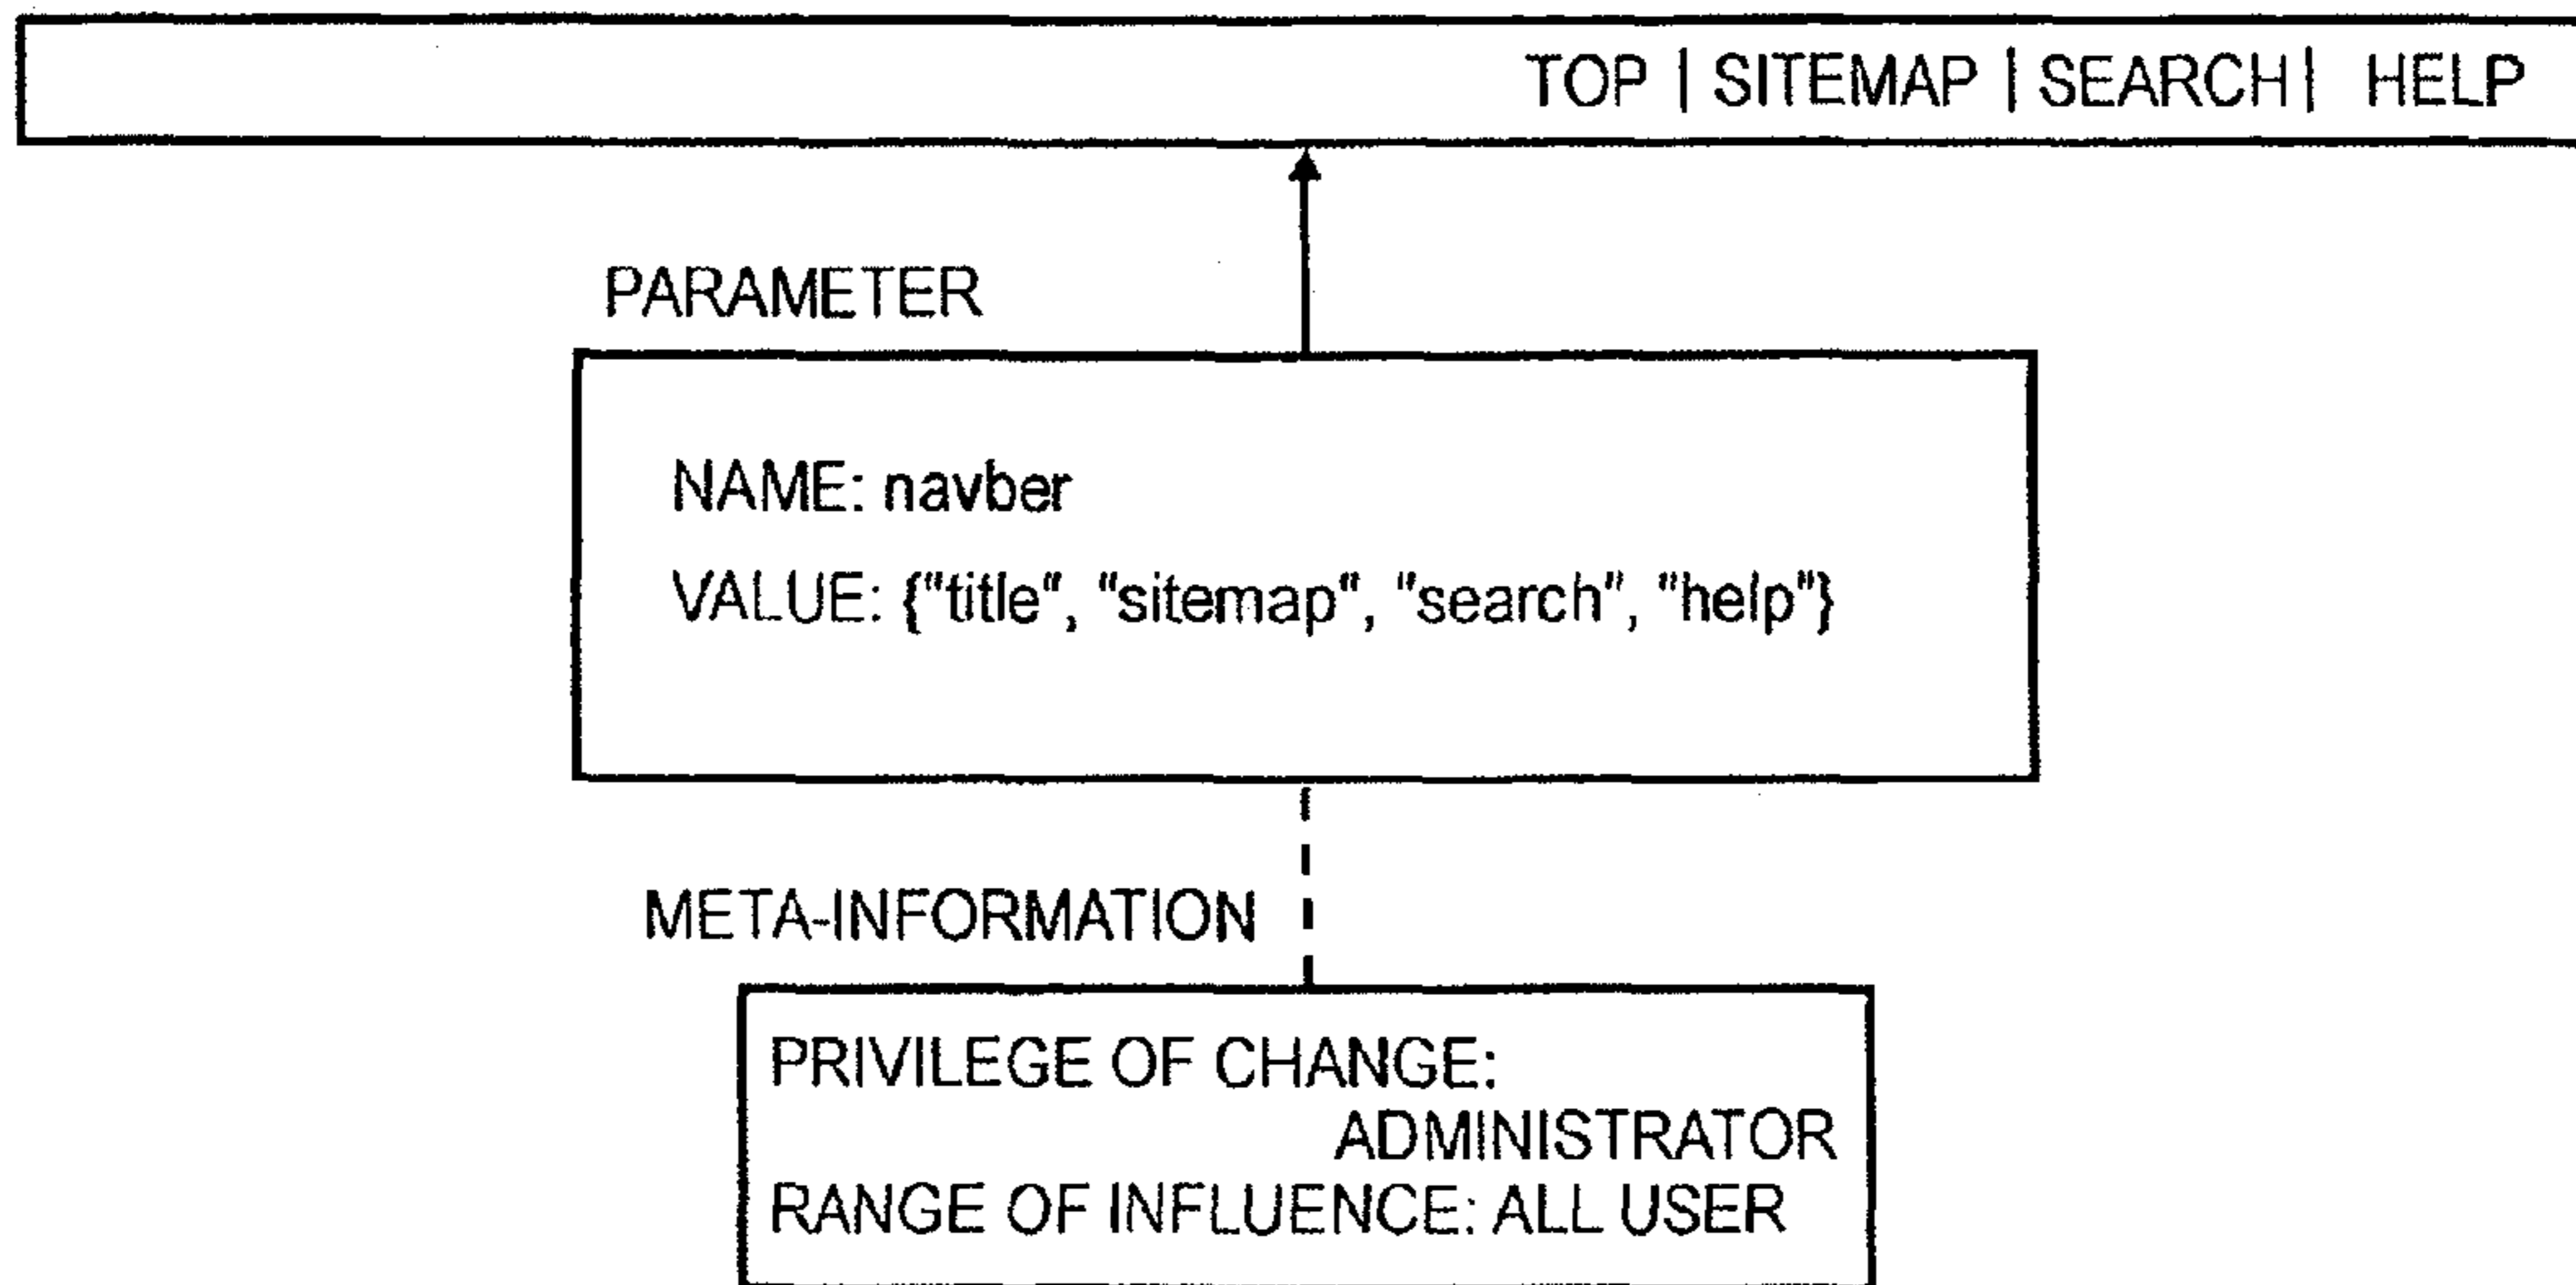 TOP | SITEMAP | SEARCH | HELP
PARAMETER
NAME: navber
VALUE: {"title", "sitemap", "search", "help"}
META-INFORMATION
PRIVILEGE OF CHANGE:
ADMINISTRATOR
RANGE OF INFLUENCE: ALL USER